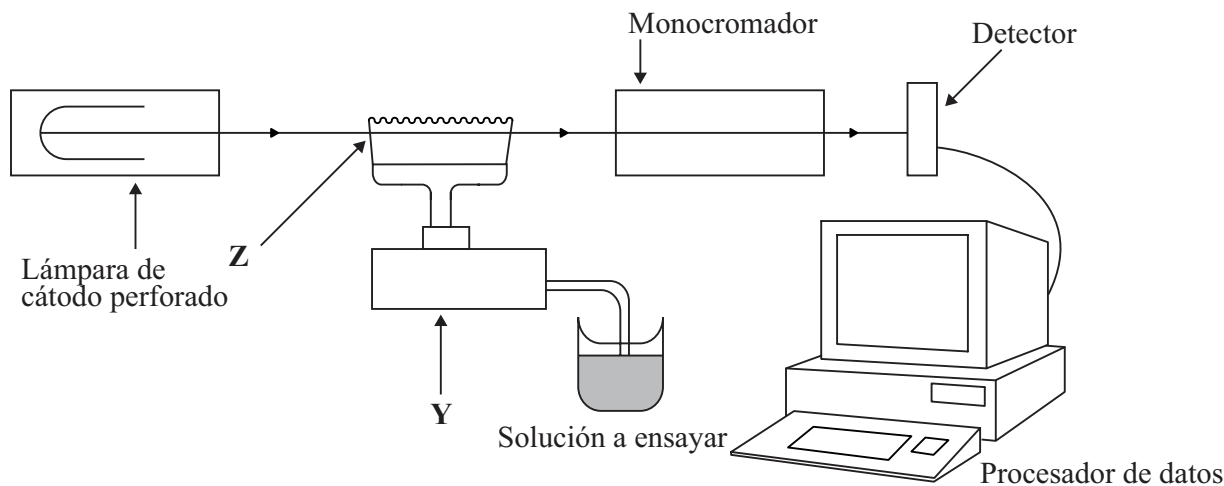 Monocromador
Detector
Z
Lámpara de
cátodo perforado
Y
Solución a ensayar
Procesador de datos